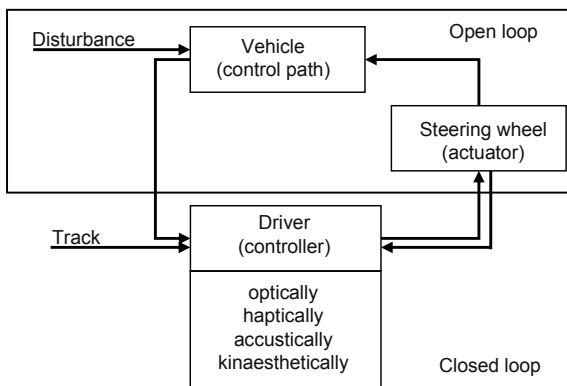 Disturbance
Vehicle
(control path)
Open loop
Steering wheel
(actuator)
Track
Driver
(controller)
optically
haptically
accustically
kinaesthetically
Closed loop